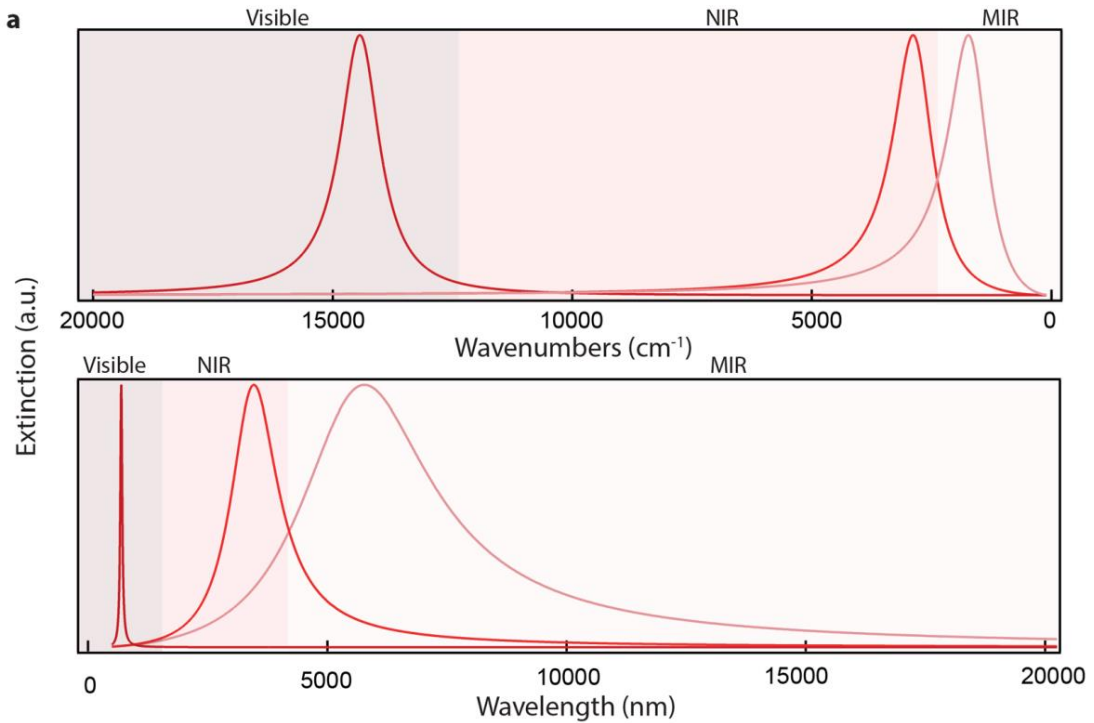 a
Visible NIR MIR
20000 15000 10000 5000 0
Wavenumbers (cm⁻¹)
Extinction (a.u.)
Visible NIR MIR
0 5000 10000 15000 20000
Wavelength (nm)